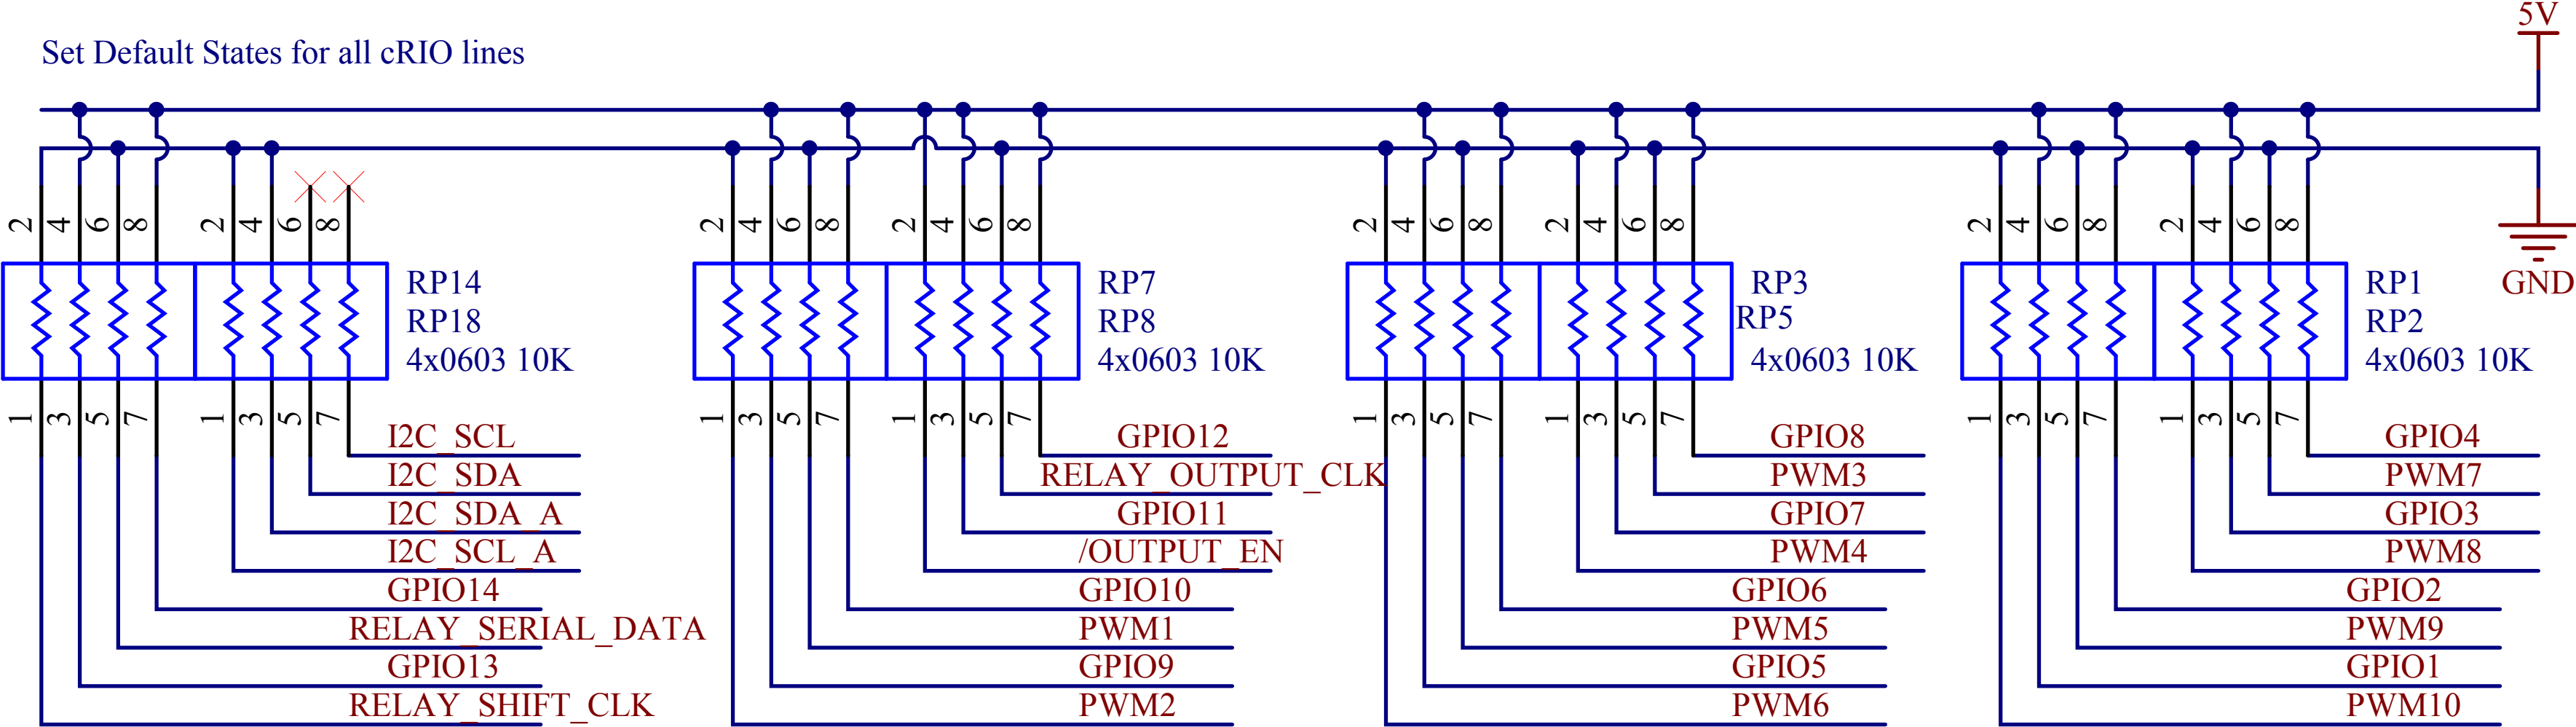 5V
Set Default States for all cRIO lines
2 4 6 8 2 4 6 8 2 4 6 8 2 4 6 8 2 4 6 8 2 4 6 8 2 4 6 8 2 4 6 8
RP14 RP7 RP3 RP1 GND
RP18 RP8 RP5 RP2
4x0603 10K 4x0603 10K 4x0603 10K 4x0603 10K
1 3 5 7 1 3 5 7 1 3 5 7 1 3 5 7 1 3 5 7 1 3 5 7 1 3 5 7 1 3 5 7
I2C_SCL GPIO12 GPIO8 GPIO4
I2C_SDA RELAY_OUTPUT_CLK PWM3 PWM7
I2C_SDA_A GPIO11 GPIO7 GPIO3
I2C_SCL_A /OUTPUT_EN PWM4 PWM8
GPIO14 GPIO10 GPIO6 GPIO2
RELAY_SERIAL_DATA PWM1 PWM5 PWM9
GPIO13 GPIO9 GPIO5 GPIO1
RELAY_SHIFT_CLK PWM2 PWM6 PWM10